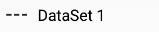 --- DataSet 1